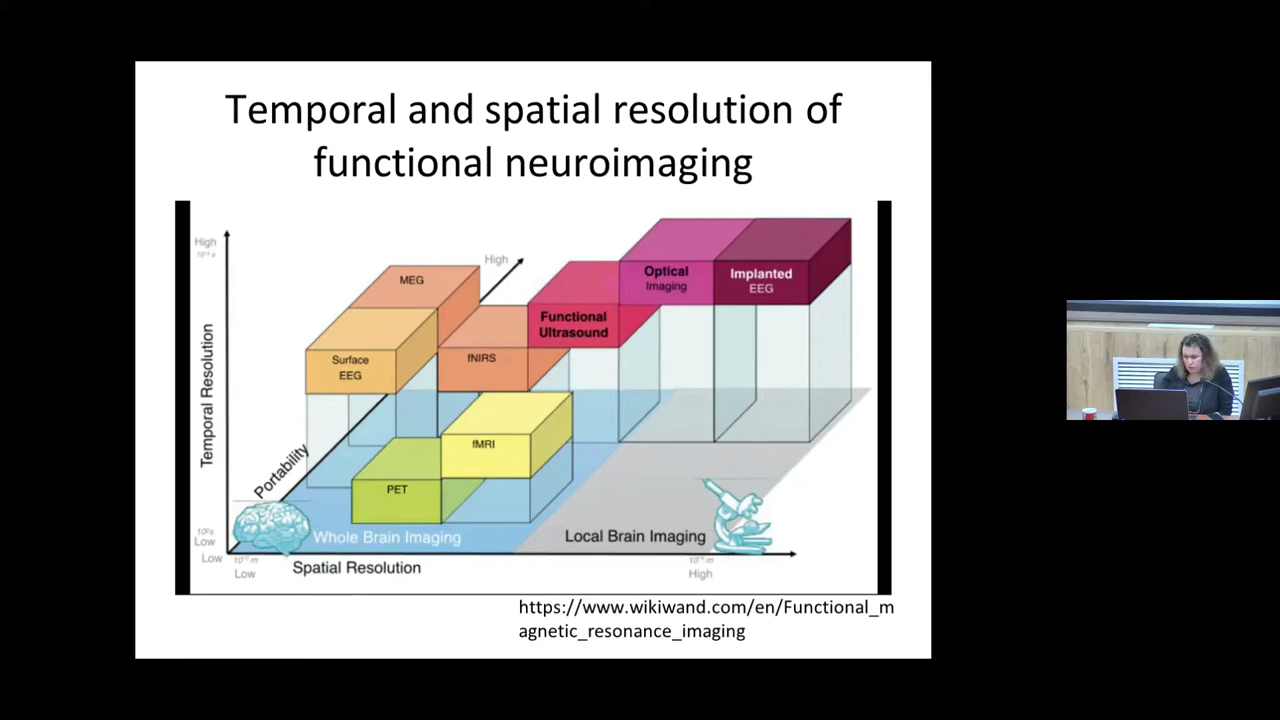 Temporal and spatial resolution of
functional neuroimaging
High
High
MEG
Optical
Imaging
Implanted
EEG
Functional
Ultrasound
Surface
EEG
fNIRS
Temporal Resolution
fMRI
Portability
PET
Low
Whole Brain Imaging
Local Brain Imaging
Low
Low
High
Spatial Resolution
https://www.wikiwand.com/en/Functional_m
agnetic_resonance_imaging